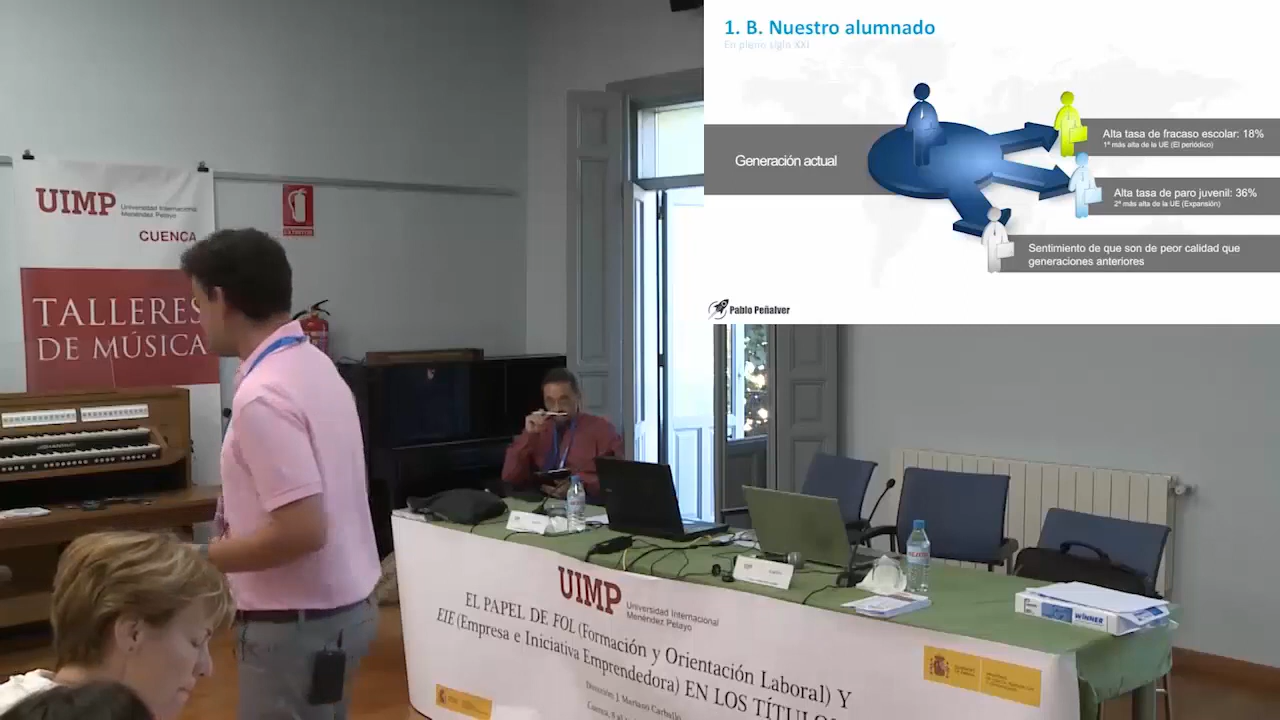 1. B. Nuestro alumnado
En pleno siglo XXI
Generación actual
Alta tasa de fracaso escolar: 18%
1ª más alta de la UE (El periódico)
Alta tasa de paro juvenil: 36%
2ª más alta de la UE (Expansión)
Sentimiento de que son de peor calidad que
generaciones anteriores
Pablo Peñalver
UIMP
Universidad Internacional
Menéndez Pelayo
CUENCA
TALLERES
DE MÚSICA
EXTINTOR
UIMP
Universidad Internacional
Menéndez Pelayo
EL PAPEL DE FOL (Formación y Orientación Laboral) Y
EIE (Empresa e Iniciativa Emprendedora) EN LOS TÍTULO
WINNER